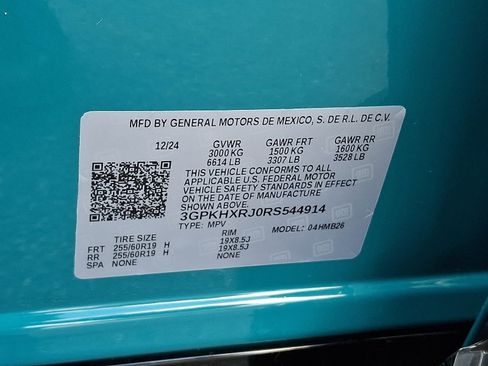 MFD BY GENERAL MOTORS DE MEXICO, S. DE R.L. DE C.V.
12/24 GVWR GAWR FRT GAWR RR
3000 KG 1500 KG 1600 KG
6614 LB 3307 LB 3528 LB
THIS VEHICLE CONFORMS TO ALL
APPLICABLE U.S. FEDERAL MOTOR
VEHICLE SAFETY STANDARDS IN EFFECT
ON THE DATE OF MANUFACTURE
SHOWN ABOVE.
3GPKHXRJ0RS544914
TYPE: MPV MODEL: 04HMB26
TIRE SIZE RIM
FRT 255/60R19 H 19X8.5J
RR 255/60R19 H 19X8.5J
SPA NONE NONE